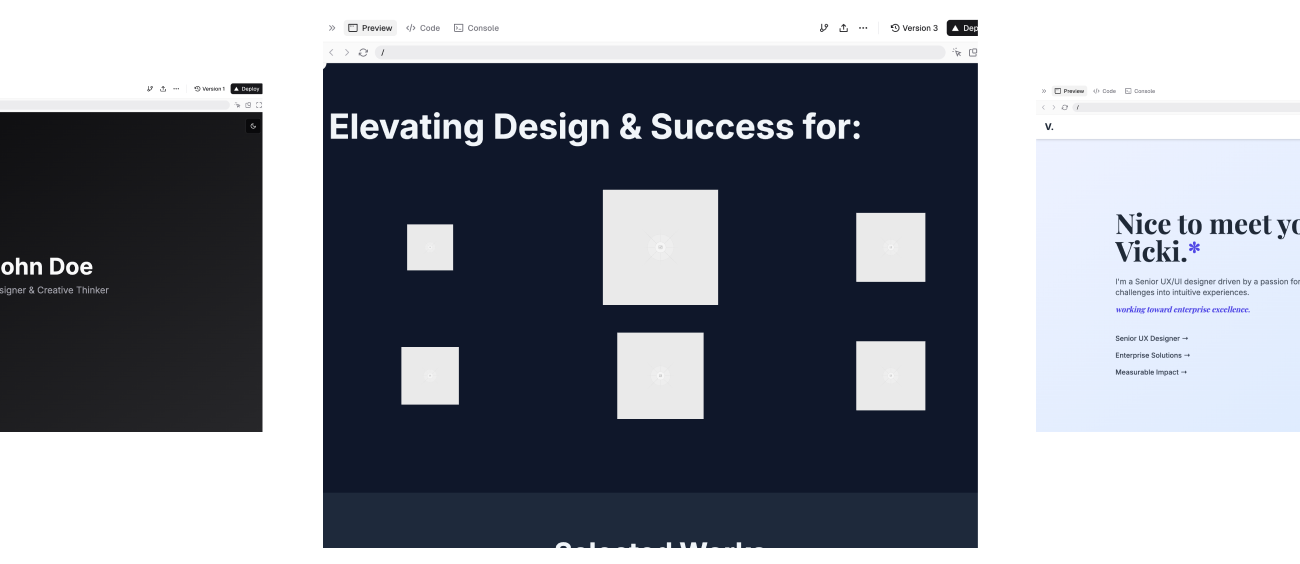 Version 1
Deploy
ohn Doe
signer & Creative Thinker
Preview
Code
Console
Version 3
Dep
/
Elevating Design & Success for:
Selected Works
Preview
Code
Console
/
V.
Nice to meet yo
Vicki.*
I'm a Senior UX/UI designer driven by a passion for
challenges into intuitive experiences.
working toward enterprise excellence.
Senior UX Designer →
Enterprise Solutions →
Measurable Impact →